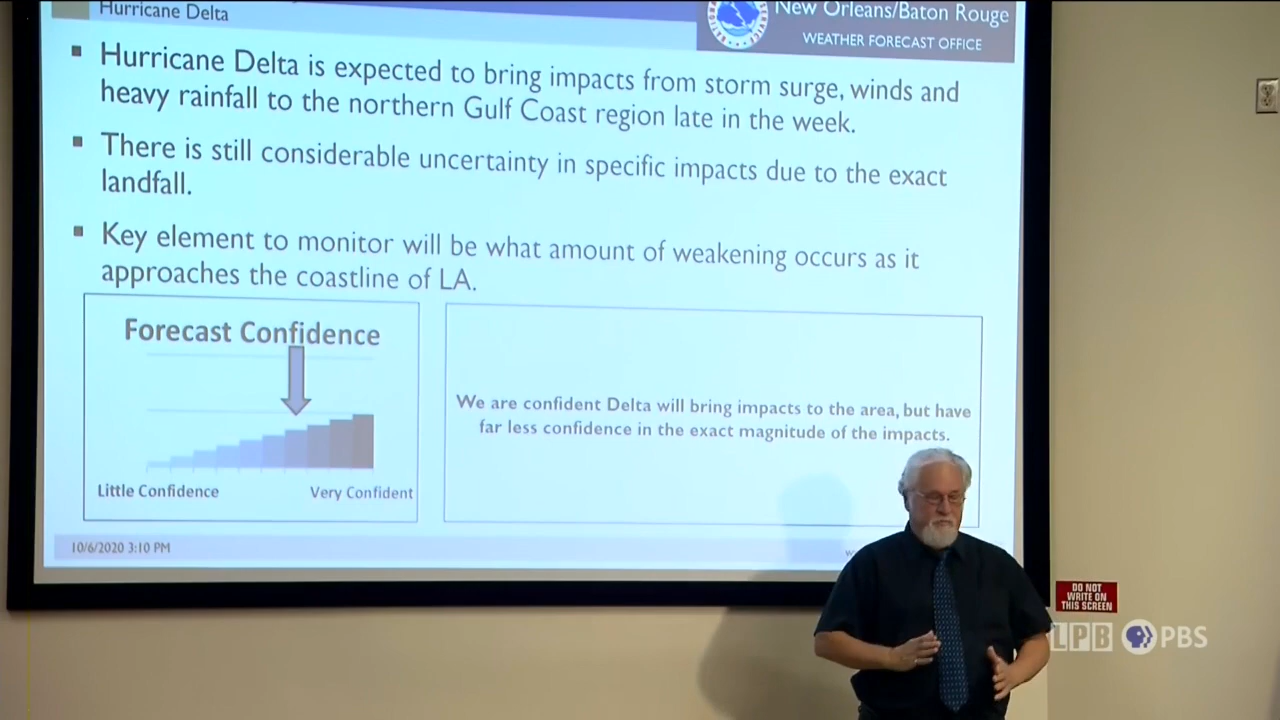 Hurricane Delta
New Orleans/Baton Rouge
WEATHER FORECAST OFFICE
Hurricane Delta is expected to bring impacts from storm surge, winds and
heavy rainfall to the northern Gulf Coast region late in the week.
There is still considerable uncertainty in specific impacts due to the exact
landfall.
Key element to monitor will be what amount of weakening occurs as it
approaches the coastline of LA.
Forecast Confidence
Little Confidence
Very Confident
We are confident Delta will bring impacts to the area, but have
far less confidence in the exact magnitude of the impacts.
10/6/2020 3:10 PM
DO NOT
WRITE ON
THIS SCREEN
LPB PBS